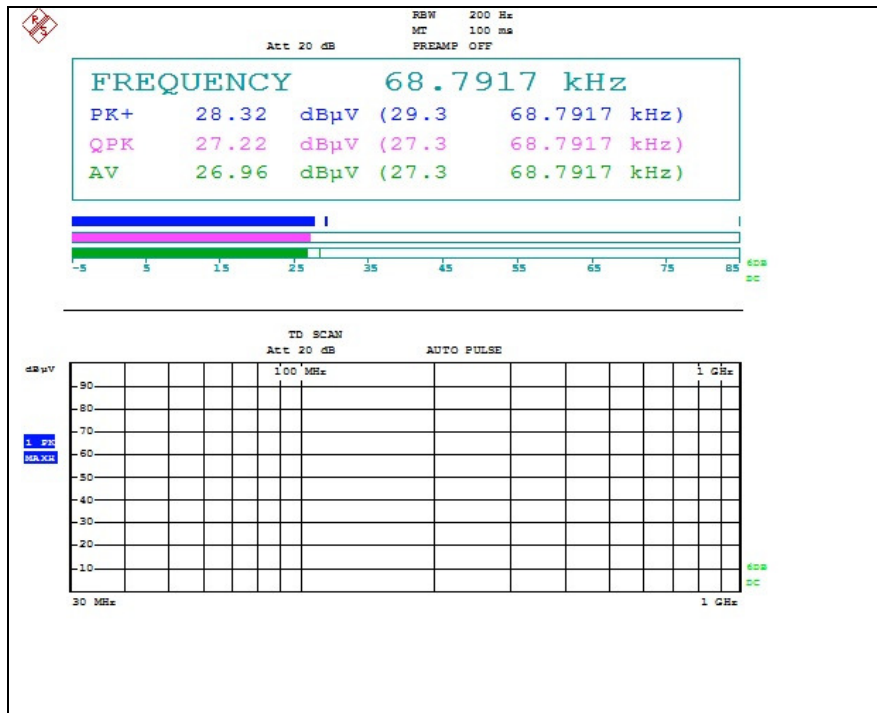 R S
RBW 200 Hz
MT 100 ms
Att 20 dB PREAMP OFF
FREQUENCY 68.7917 kHz
PK+ 28.32 dBµV (29.3 68.7917 kHz)
QPK 27.22 dBµV (27.3 68.7917 kHz)
AV 26.96 dBµV (27.3 68.7917 kHz)
-5 5 15 25 35 45 55 65 75 85
6DB
DC
TD SCAN
Att 20 dB AUTO PULSE
dBµV
100 MHz 1 GHz
90
80
70
1 PK
60
MAXH
50
40
30
20
10
6DB
DC
30 MHz 1 GHz